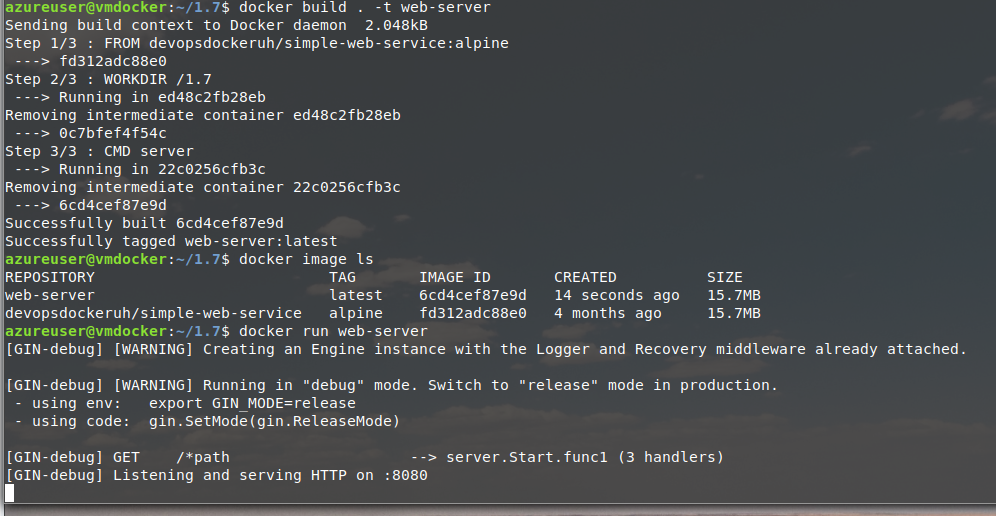 azureuser@vmdocker:~/1.7$ docker build . -t web-server
Sending build context to Docker daemon  2.048kB
Step 1/3 : FROM devopsdockeruh/simple-web-service:alpine
 ---> fd312adc88e0
Step 2/3 : WORKDIR /1.7
 ---> Running in ed48c2fb28eb
Removing intermediate container ed48c2fb28eb
 ---> 0c7bfef4f54c
Step 3/3 : CMD server
 ---> Running in 22c0256cfb3c
Removing intermediate container 22c0256cfb3c
 ---> 6cd4cef87e9d
Successfully built 6cd4cef87e9d
Successfully tagged web-server:latest
azureuser@vmdocker:~/1.7$ docker image ls
REPOSITORY                          TAG       IMAGE ID       CREATED          SIZE
web-server                          latest    6cd4cef87e9d   14 seconds ago   15.7MB
devopsdockeruh/simple-web-service   alpine    fd312adc88e0   4 months ago     15.7MB
azureuser@vmdocker:~/1.7$ docker run web-server
[GIN-debug] [WARNING] Creating an Engine instance with the Logger and Recovery middleware already attached.
[GIN-debug] [WARNING] Running in "debug" mode. Switch to "release" mode in production.
 - using env:   export GIN_MODE=release
 - using code:  gin.SetMode(gin.ReleaseMode)
[GIN-debug] GET    /*path                    --> server.Start.func1 (3 handlers)
[GIN-debug] Listening and serving HTTP on :8080